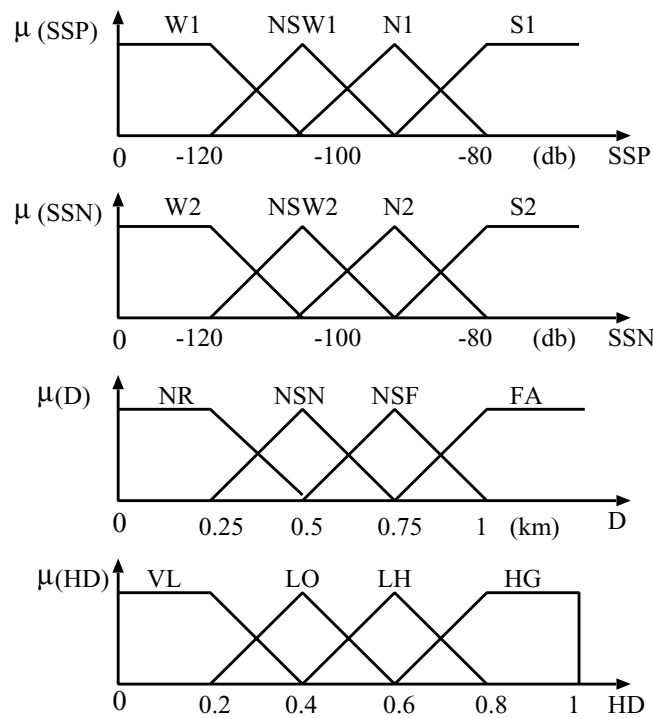 μ (SSP) W1 NSW1 N1 S1
0 -120 -100 -80 (db) SSP
μ (SSN) W2 NSW2 N2 S2
0 -120 -100 -80 (db) SSN
μ(D) NR NSN NSF FA
0 0.25 0.5 0.75 1 (km) D
μ(HD) VL LO LH HG
0 0.2 0.4 0.6 0.8 1 HD